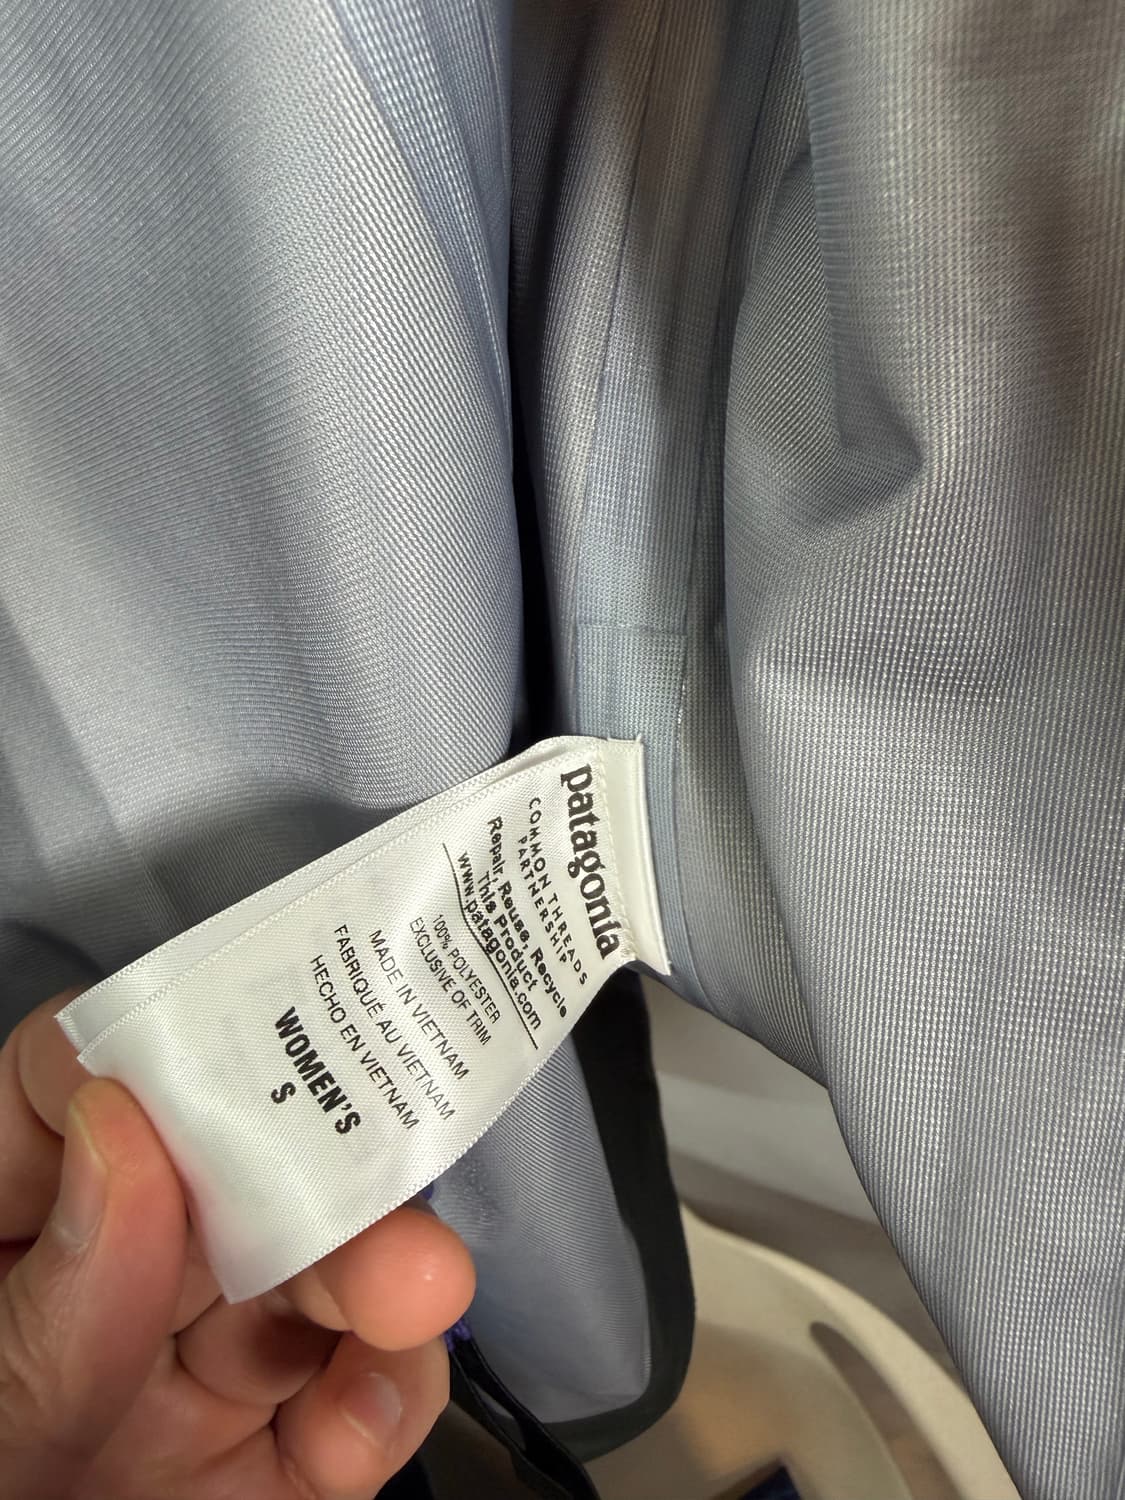 patagonia
COMMON THREADS
PARTNERSHIP
Repair, Reuse, Recycle
This Product
www.patagonia.com
100% POLYESTER
EXCLUSIVE OF TRIM
MADE IN VIETNAM
FABRIQUÉ AU VIETNAM
HECHO EN VIETNAM
WOMEN'S
S